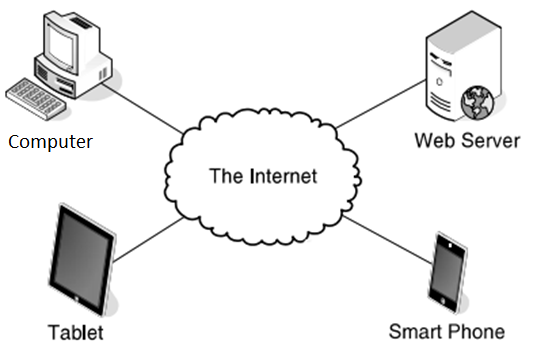 Computer
Web Server
The Internet
Tablet
Smart Phone